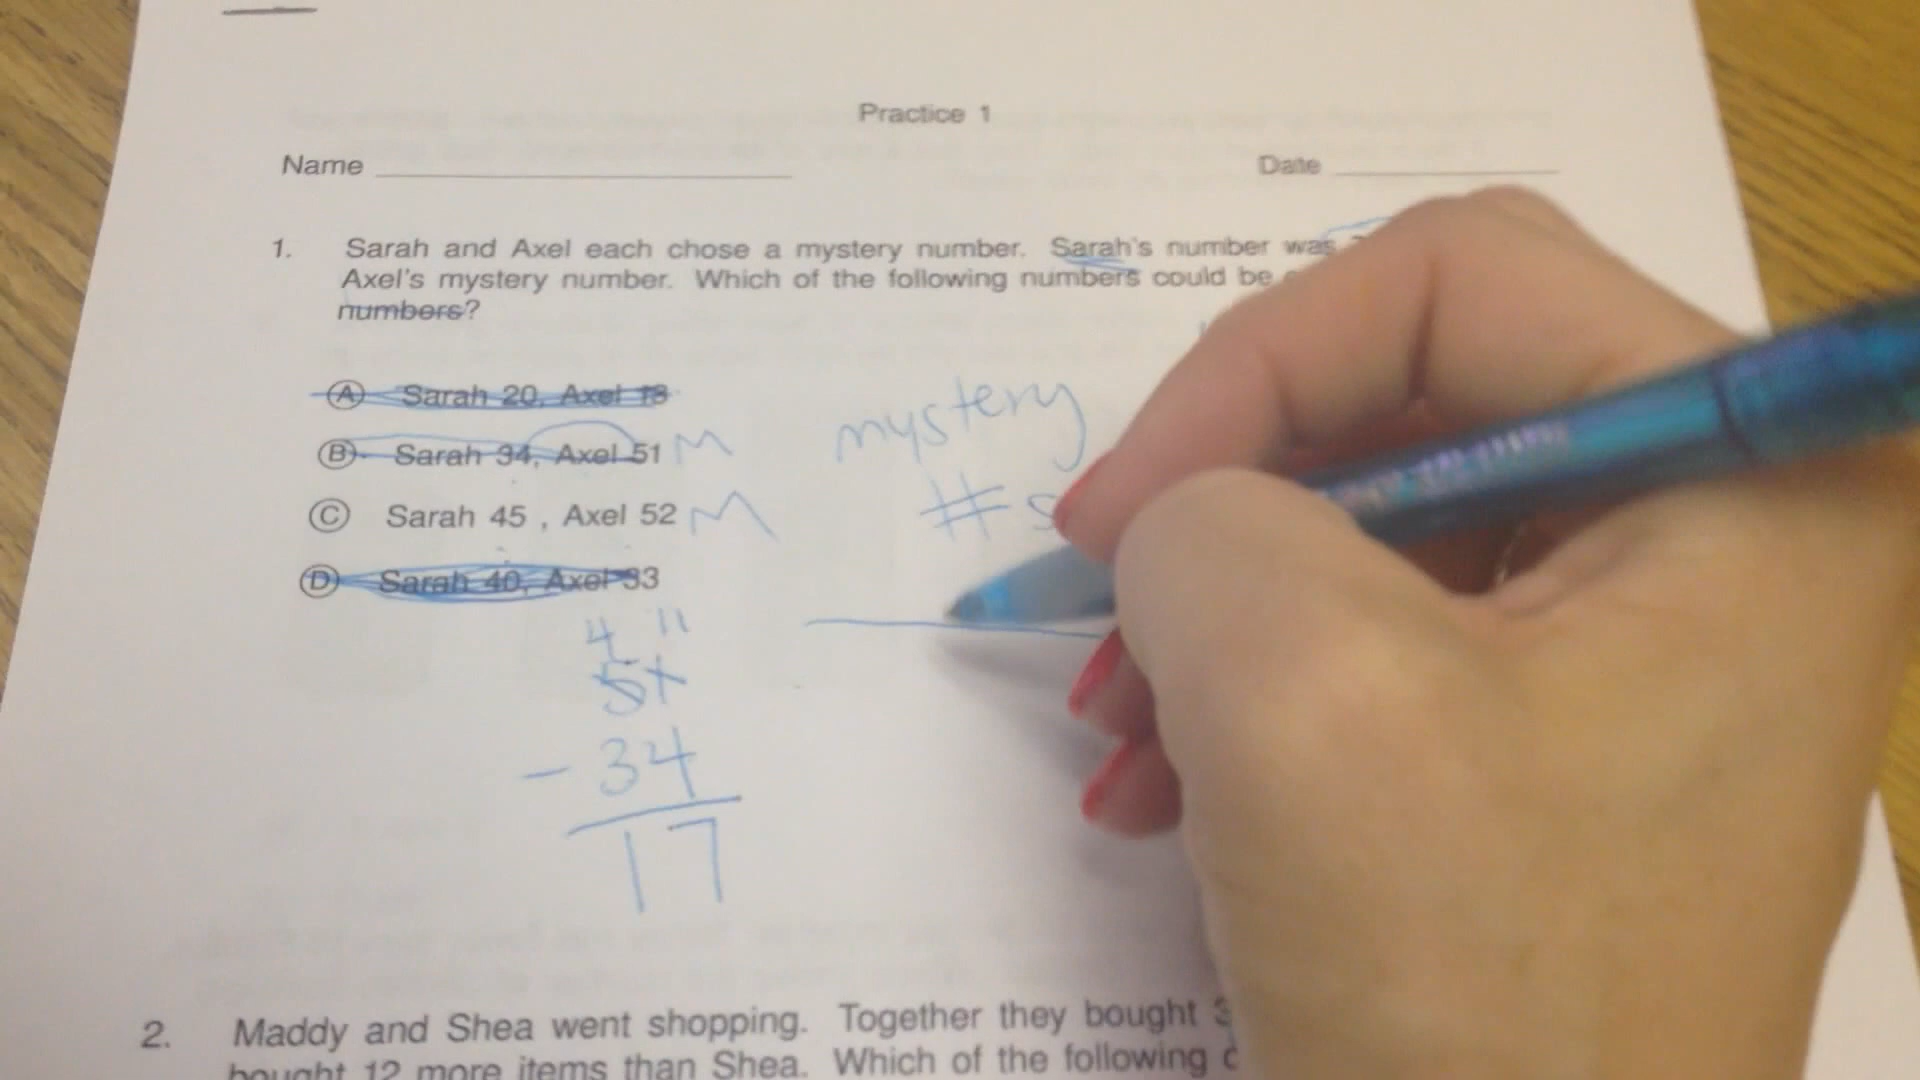 Practice 1
Name Date
1. Sarah and Axel each chose a mystery number. Sarah's number was
Axel's mystery number. Which of the following numbers could be
numbers?
A Sarah 20, Axel 13
B Sarah 34, Axel 51 M
C Sarah 45 , Axel 52 M
D Sarah 40, Axel 33
mystery
#s
4 11
51
- 34
17
2. Maddy and Shea went shopping. Together they bought
bought 12 more items than Shea. Which of the following